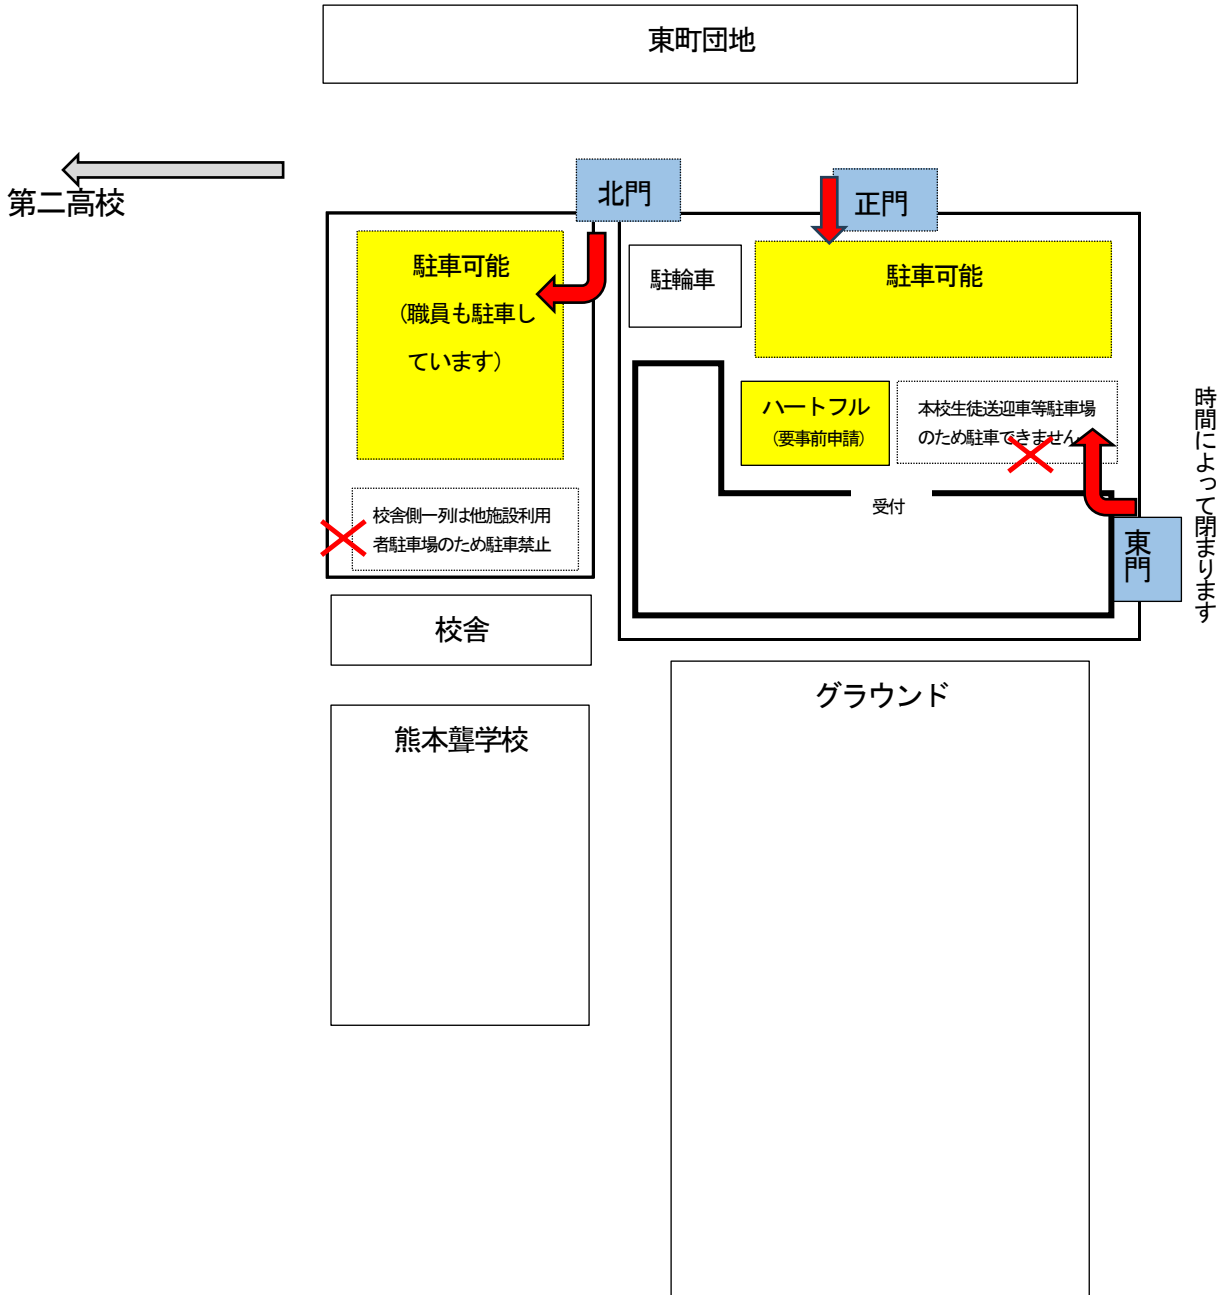 東町団地
第二高校
北門
正門
駐車可能
（職員も駐車し
ています）
駐輪車
駐車可能
ハートフル
（要事前申請）
本校生徒送迎車等駐車場
のため駐車できません
時間によって閉まります
校舎側一列は他施設利用
者駐車場のため駐車禁止
受付
東門
校舎
グラウンド
熊本聾学校